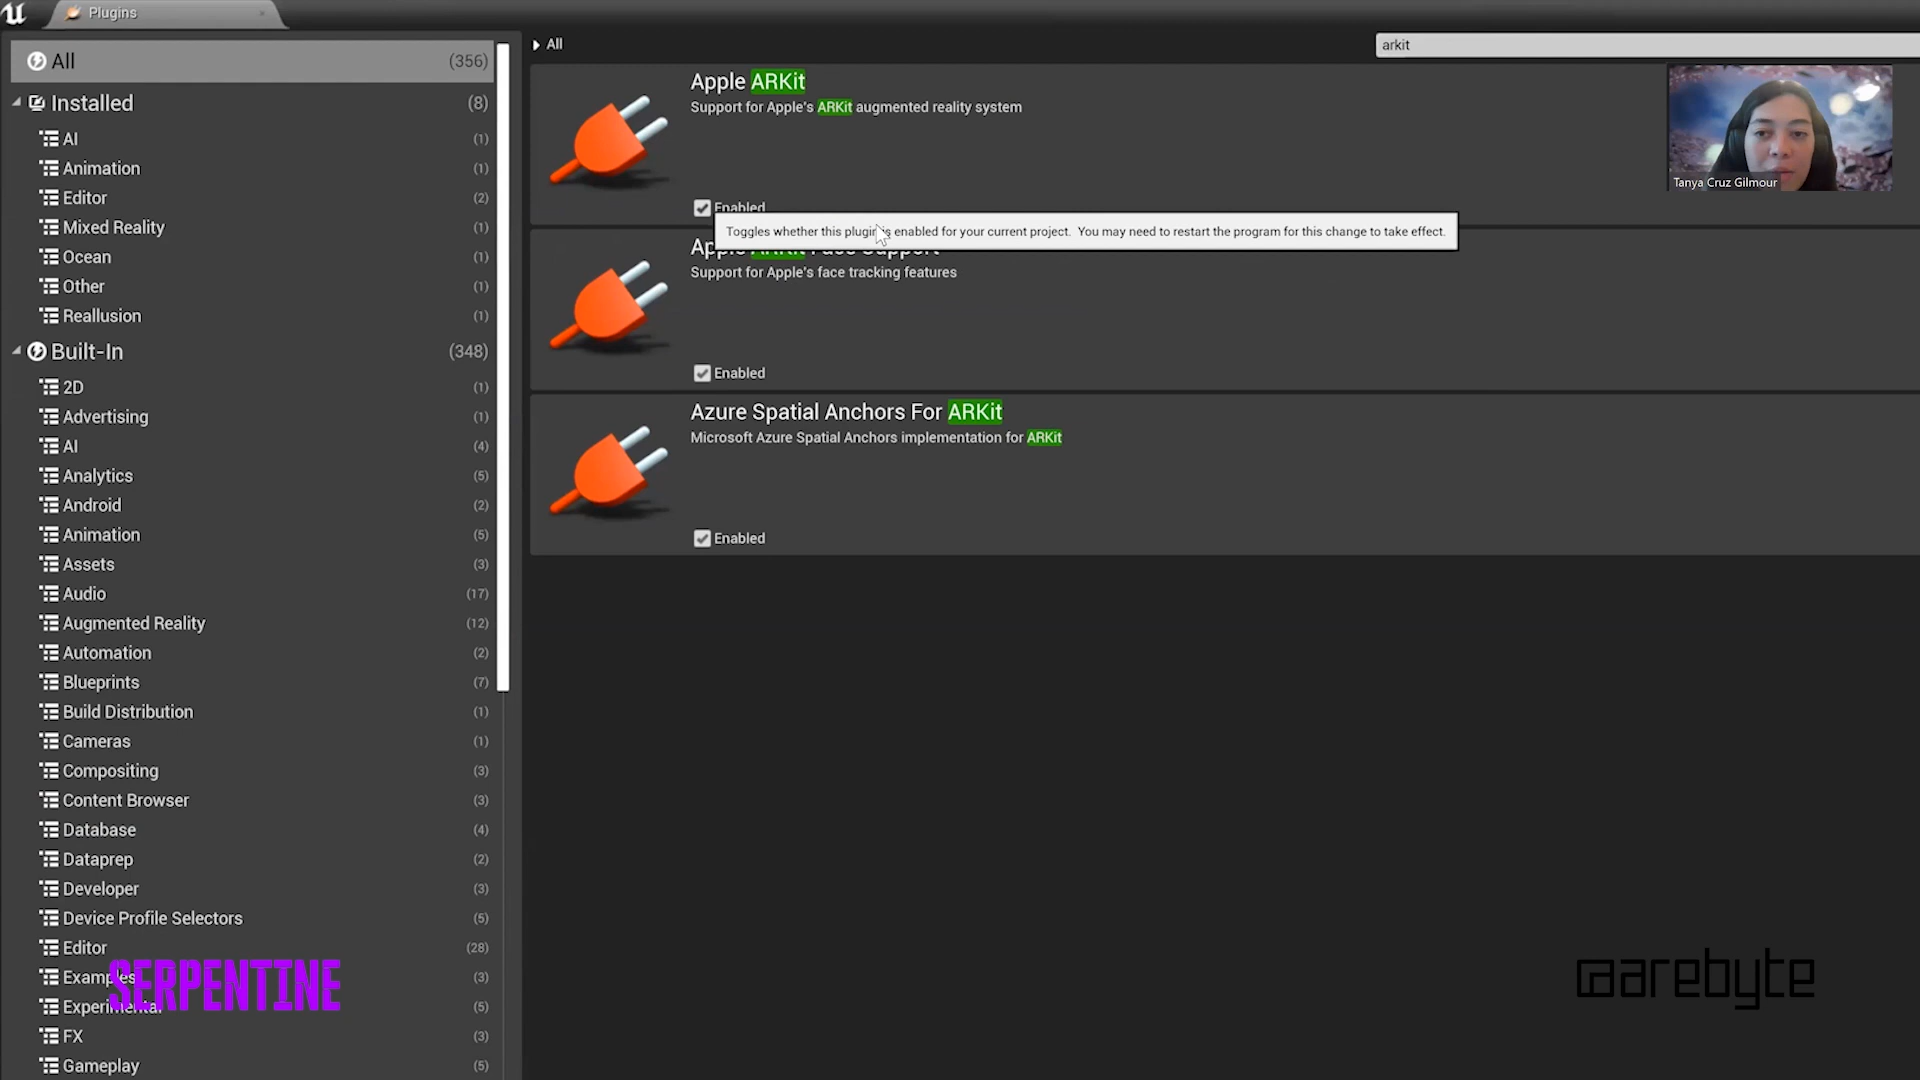 Plugins
All (356)
Installed (8)
AI (1)
Animation (1)
Editor (2)
Mixed Reality (1)
Ocean (1)
Other (1)
Reallusion (1)
Built-In (348)
2D (1)
Advertising (1)
AI (4)
Analytics (5)
Android (2)
Animation (5)
Assets (3)
Audio (17)
Augmented Reality (12)
Automation (2)
Blueprints (7)
Build Distribution (1)
Cameras (1)
Compositing (3)
Content Browser (3)
Database (4)
Dataprep (2)
Developer (3)
Device Profile Selectors (5)
Editor (28)
Examples (3)
Experimental (5)
FX (3)
Gameplay (5)
SERPENTINE
All
arkit
Apple ARKit
Support for Apple's ARKit augmented reality system
Enabled
Toggles whether this plugin is enabled for your current project. You may need to restart the program for this change to take effect.
Apple ARKit Face Support
Support for Apple's face tracking features
Enabled
Azure Spatial Anchors For ARKit
Microsoft Azure Spatial Anchors implementation for ARKit
Enabled
Tanya Cruz Gilmour
@arebyte